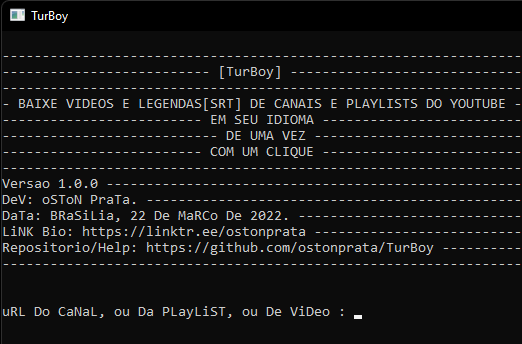 TurBoy
-----------------------------------------------------------------
-------------------------- [TurBoy] -----------------------------
-----------------------------------------------------------------
- BAIXE VIDEOS E LEGENDAS[SRT] DE CANAIS E PLAYLISTS DO YOUTUBE -
------------------------- EM SEU IDIOMA -------------------------
--------------------------- DE UMA VEZ --------------------------
------------------------- COM UM CLIQUE -------------------------
-----------------------------------------------------------------
Versao 1.0.0 ----------------------------------------------------
DeV: oSToN PraTa. -----------------------------------------------
DaTa: BRaSiLia, 22 De MaRCo De 2022. ----------------------------
LiNK Bio: https://linktr.ee/ostonprata --------------------------
Repositorio/Help: https://github.com/ostonprata/TurBoy ----------
-----------------------------------------------------------------
uRL Do CaNaL, ou Da PLayLiST, ou De ViDeo : _